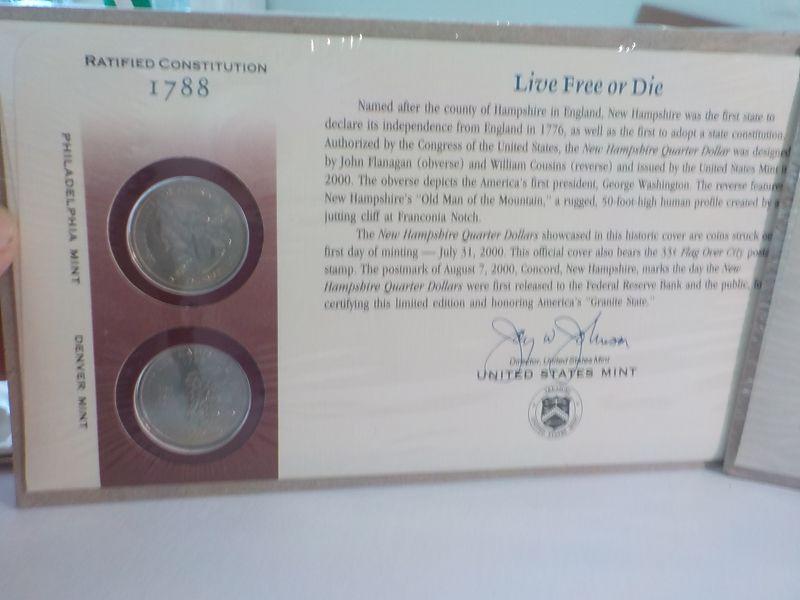 RATIFIED CONSTITUTION
1788
PHILADELPHIA MINT
DENVER MINT
Live Free or Die
Named after the county of Hampshire in England, New Hampshire was the first state to
declare its independence from England in 1776, as well as the first to adopt a state constitution.
Authorized by the Congress of the United States, the New Hampshire Quarter Dollar was designed
by John Flanagan (obverse) and William Cousins (reverse) and issued by the United States Mint in
2000. The obverse depicts the America's first president, George Washington. The reverse features
New Hampshire's "Old Man of the Mountain," a rugged, 50-foot-high human profile created by a
jutting cliff at Franconia Notch.
The New Hampshire Quarter Dollars showcased in this historic cover are coins struck on
first day of minting — July 31, 2000. This official cover also bears the 33¢ Flag Over City
stamp. The postmark of August 7, 2000, Concord, New Hampshire, marks the day the New
Hampshire Quarter Dollars were first released to the Federal Reserve Bank and the public,
certifying this limited edition and honoring America's "Granite State."
Jay W Johnson
Director, United States Mint
UNITED STATES MINT